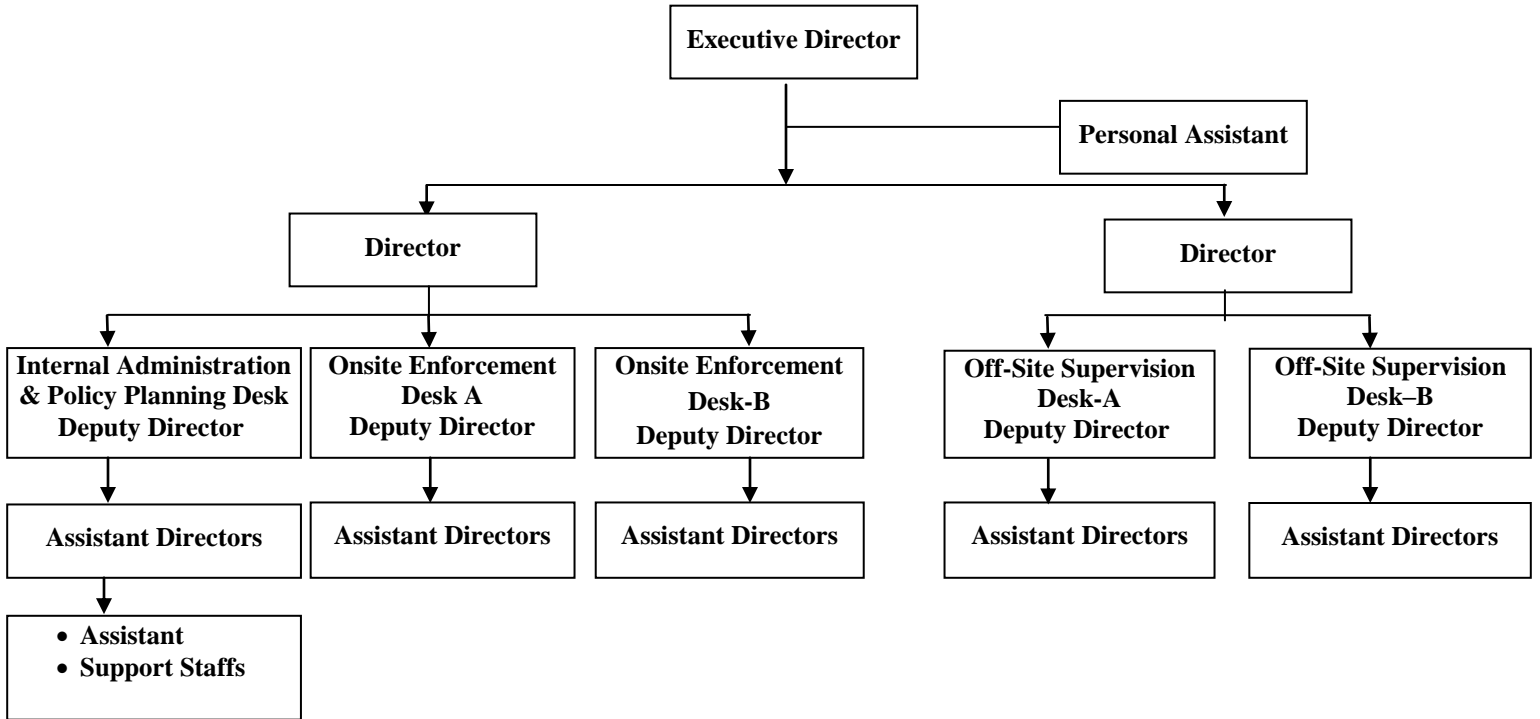 Executive Director
Personal Assistant
Director
Director
Internal Administration
& Policy Planning Desk
Deputy Director
Onsite Enforcement
Desk A
Deputy Director
Onsite Enforcement
Desk-B
Deputy Director
Off-Site Supervision
Desk-A
Deputy Director
Off-Site Supervision
Desk–B
Deputy Director
Assistant Directors
Assistant Directors
Assistant Directors
Assistant Directors
Assistant Directors
• Assistant
• Support Staffs